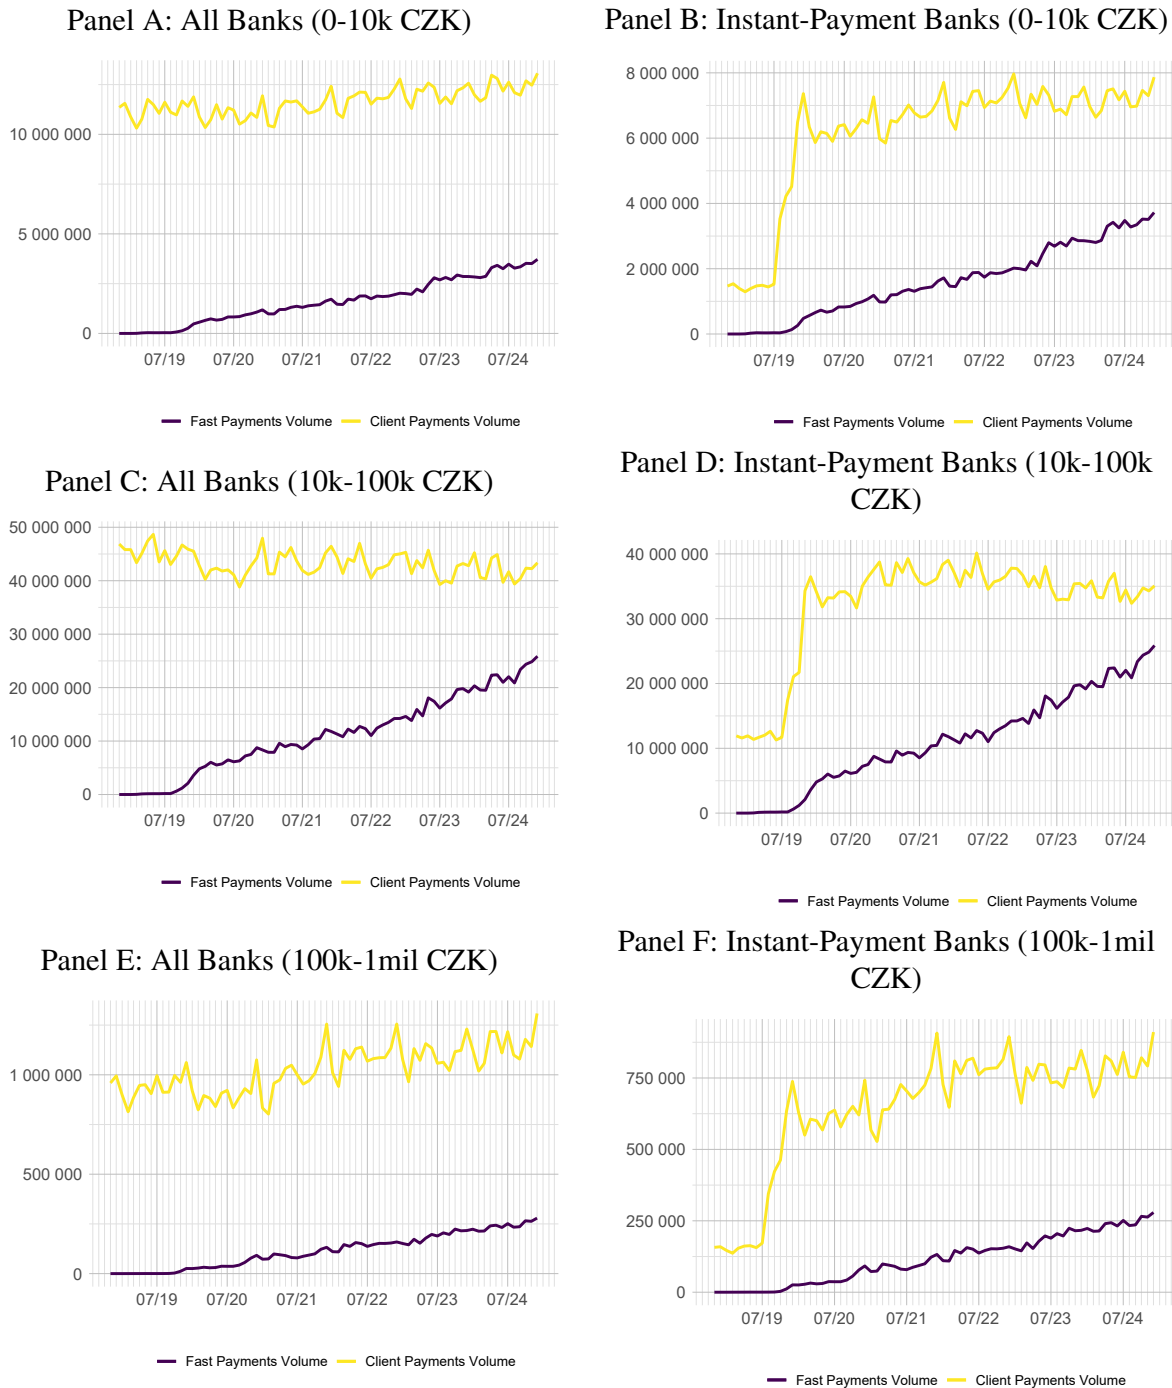 Panel A: All Banks (0-10k CZK)
10 000 000
5 000 000
0
07/19 07/20 07/21 07/22 07/23 07/24
Fast Payments Volume Client Payments Volume
Panel B: Instant-Payment Banks (0-10k CZK)
8 000 000
6 000 000
4 000 000
2 000 000
0
07/19 07/20 07/21 07/22 07/23 07/24
Fast Payments Volume Client Payments Volume
Panel C: All Banks (10k-100k CZK)
50 000 000
40 000 000
30 000 000
20 000 000
10 000 000
0
07/19 07/20 07/21 07/22 07/23 07/24
Fast Payments Volume Client Payments Volume
Panel D: Instant-Payment Banks (10k-100k
CZK)
40 000 000
30 000 000
20 000 000
10 000 000
0
07/19 07/20 07/21 07/22 07/23 07/24
Fast Payments Volume Client Payments Volume
Panel E: All Banks (100k-1mil CZK)
1 000 000
500 000
0
07/19 07/20 07/21 07/22 07/23 07/24
Fast Payments Volume Client Payments Volume
Panel F: Instant-Payment Banks (100k-1mil
CZK)
750 000
500 000
250 000
0
07/19 07/20 07/21 07/22 07/23 07/24
Fast Payments Volume Client Payments Volume